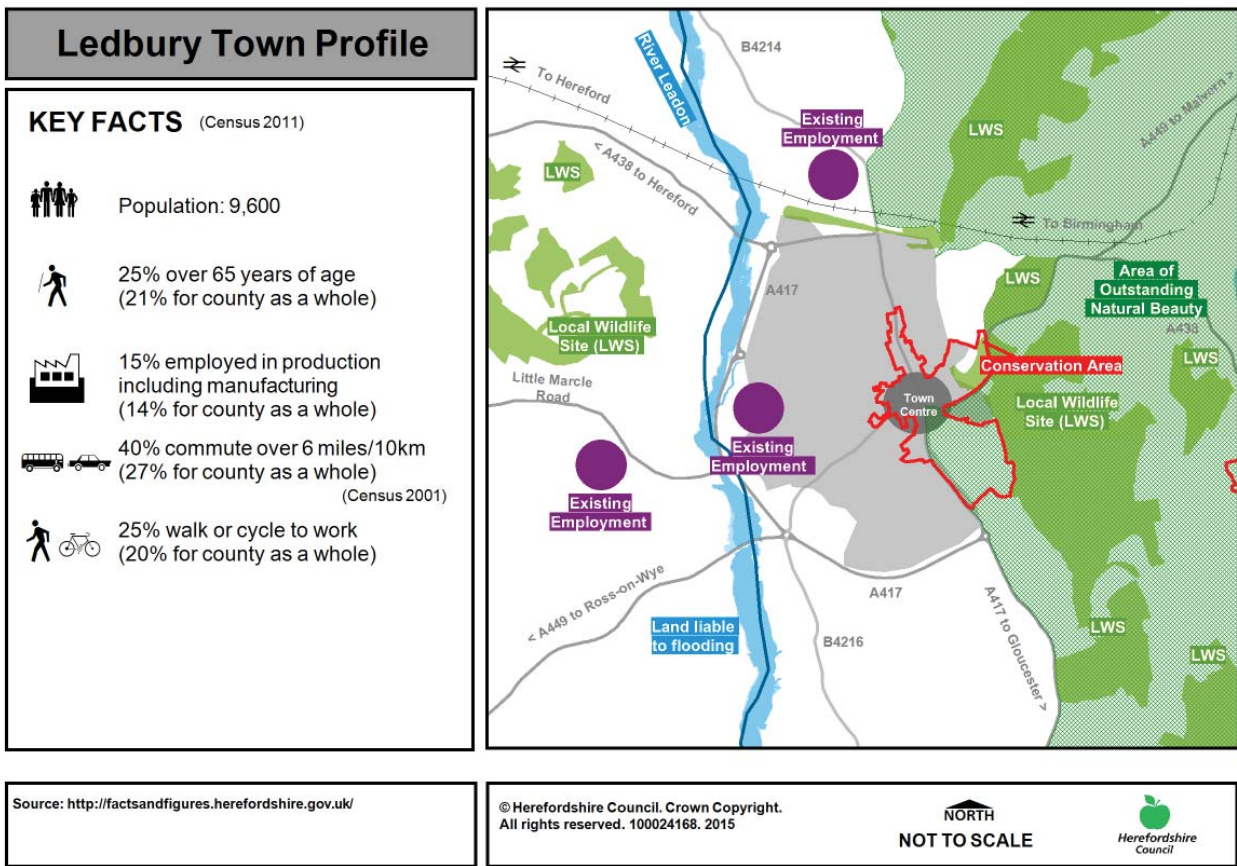 Ledbury Town Profile
KEY FACTS (Census 2011)
Population: 9,600
25% over 65 years of age
(21% for county as a whole)
15% employed in production
including manufacturing
(14% for county as a whole)
40% commute over 6 miles/10km
(27% for county as a whole)
(Census 2001)
25% walk or cycle to work
(20% for county as a whole)
B4214
River Leadon
To Hereford
Existing
Employment
LWS
A449 to Malvern >
LWS
< A438 to Hereford
To Birmingham
LWS
Area of
Outstanding
Natural Beauty
A438
A417
Local Wildlife
Site (LWS)
LWS
Conservation Area
Little Marcle
Road
Town
Centre
Local Wildlife
Site (LWS)
Existing
Employment
Existing
Employment
< A449 to Ross-on-Wye
Land liable
to flooding
A417
B4216
A417 to Gloucester >
LWS
LWS
Source: http://factsandfigures.herefordshire.gov.uk/
© Herefordshire Council. Crown Copyright.
All rights reserved. 100024168. 2015
NORTH
NOT TO SCALE
Herefordshire
Council